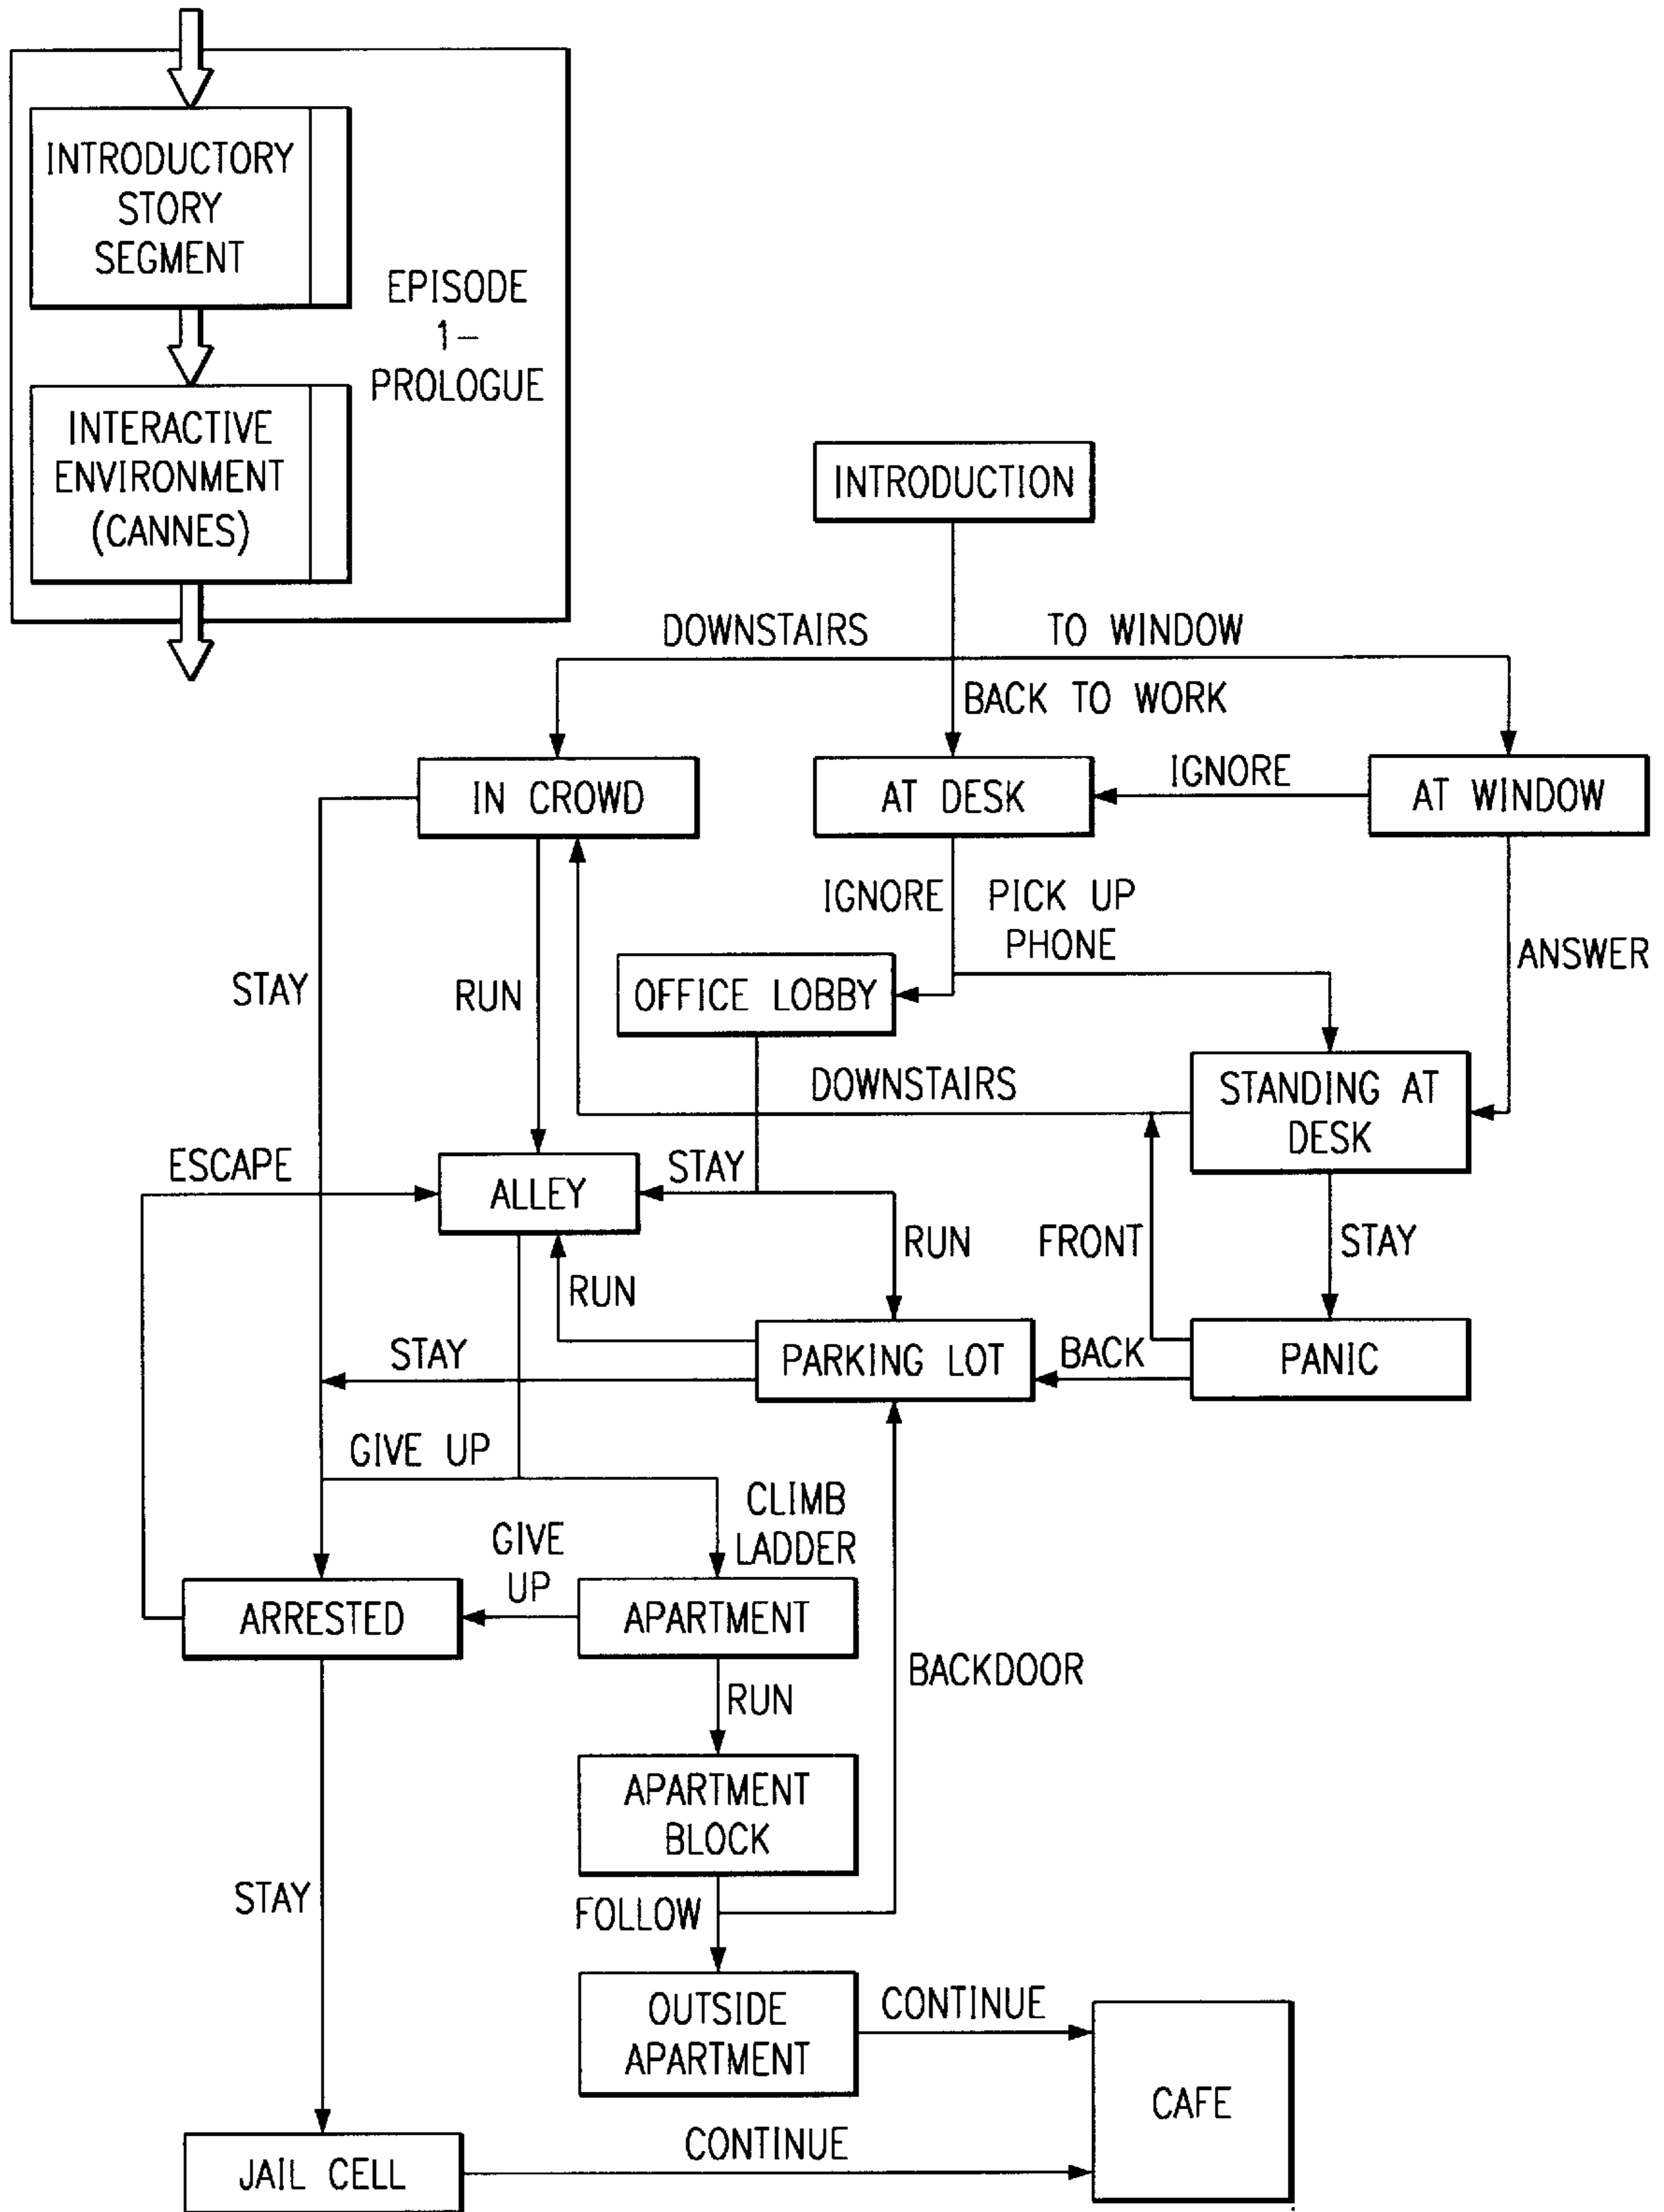 INTRODUCTORY
STORY
SEGMENT
EPISODE
1-
PROLOGUE
INTERACTIVE
ENVIRONMENT
(CANNES)
INTRODUCTION
DOWNSTAIRS
TO WINDOW
BACK TO WORK
IN CROWD
AT DESK
IGNORE
AT WINDOW
IGNORE
PICK UP
PHONE
ANSWER
STAY
RUN
OFFICE LOBBY
DOWNSTAIRS
STANDING AT
DESK
ESCAPE
ALLEY
STAY
RUN
FRONT
STAY
RUN
STAY
PARKING LOT
BACK
PANIC
GIVE UP
CLIMB
LADDER
GIVE
UP
ARRESTED
APARTMENT
BACKDOOR
RUN
APARTMENT
BLOCK
STAY
FOLLOW
OUTSIDE
APARTMENT
CONTINUE
CAFE
JAIL CELL
CONTINUE